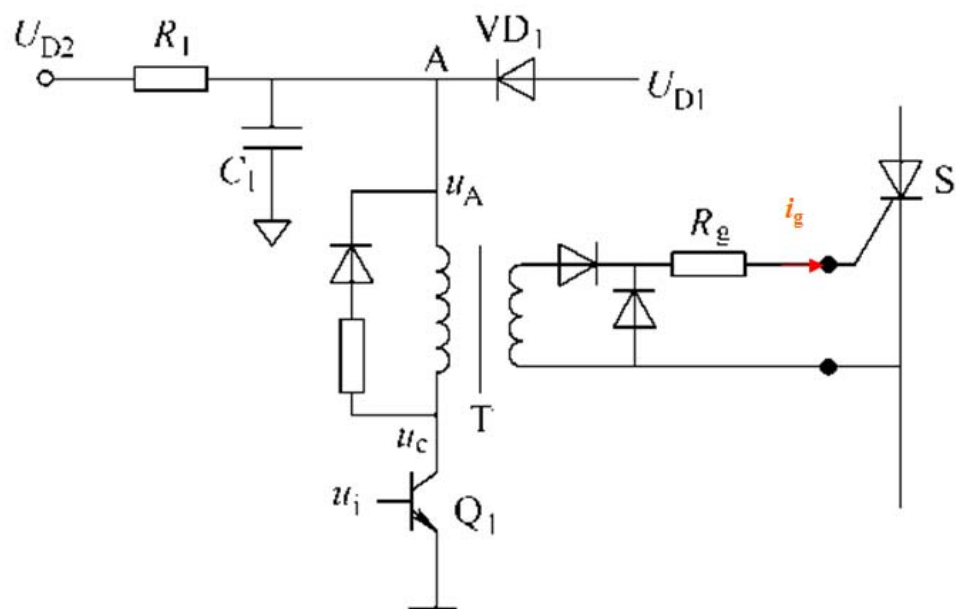 U_D2
R_1
A
VD_1
U_D1
C_1
u_A
S
R_g
i_g
T
u_c
u_i
Q_1